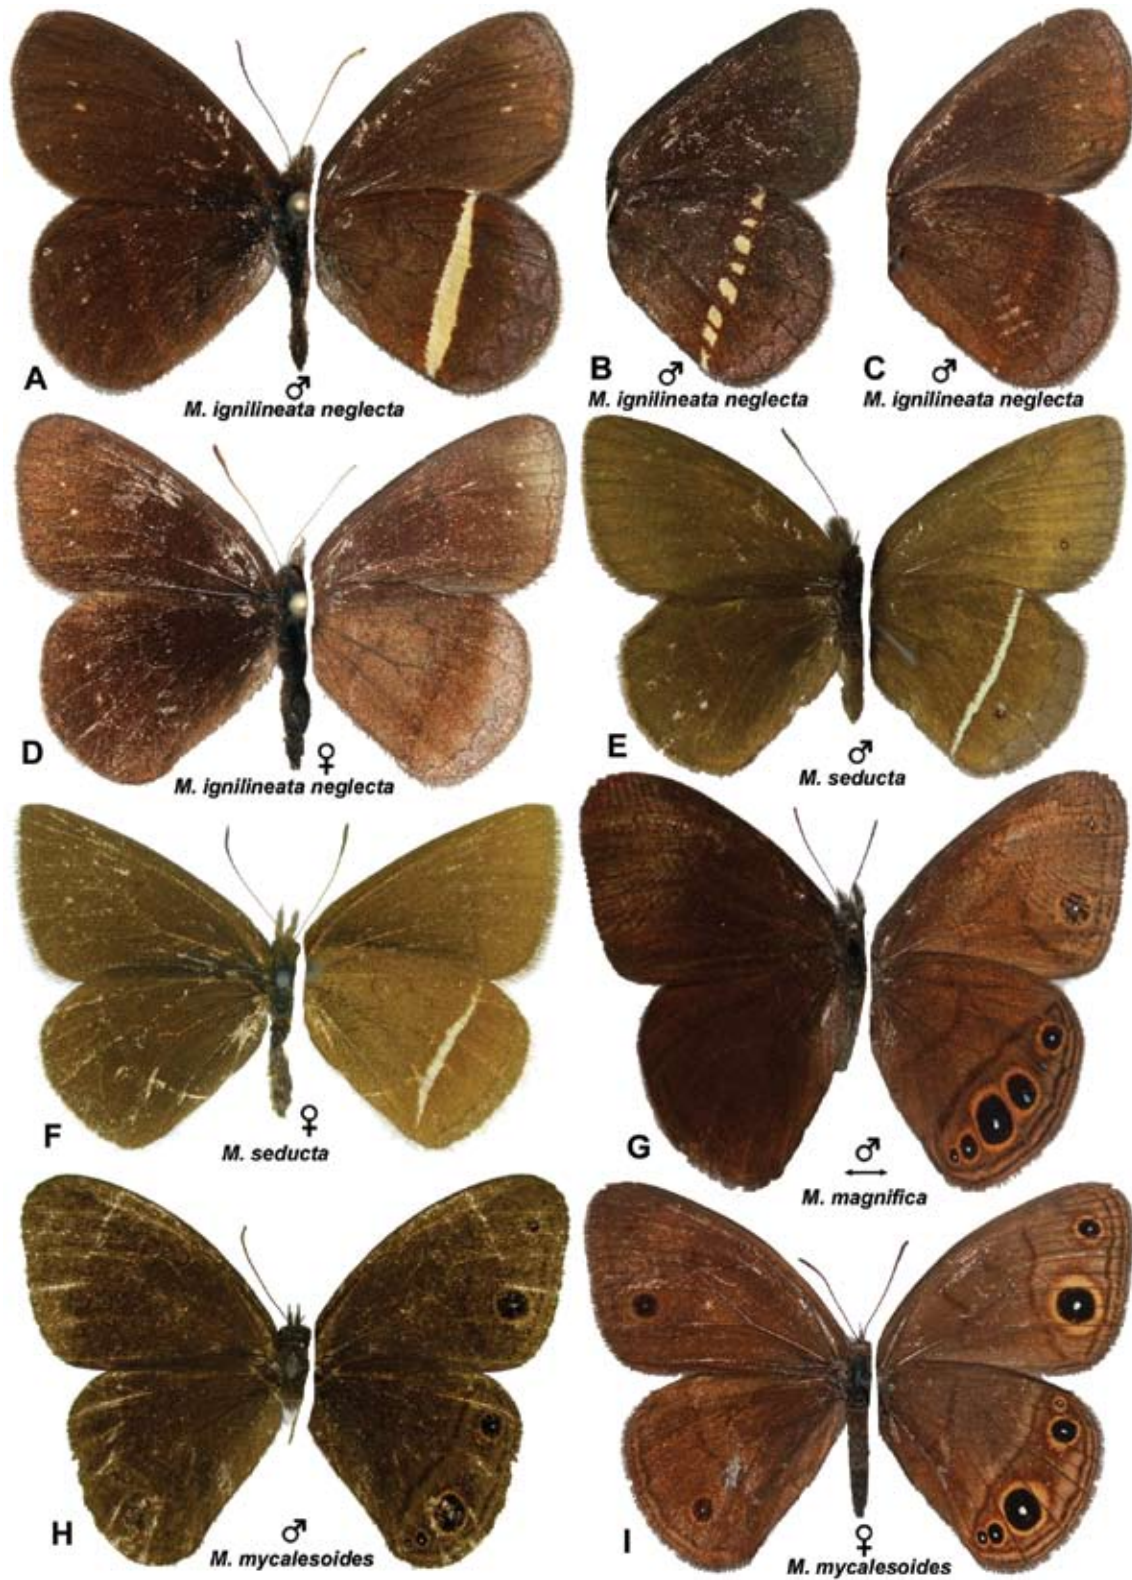 A
♂
M. ignilineata neglecta
B
♂
M. ignilineata neglecta
C
♂
M. ignilineata neglecta
D
♀
M. ignilineata neglecta
E
♂
M. seducta
F
♀
M. seducta
G
♂
↔
M. magnifica
H
♂
M. mycalesoides
I
♀
M. mycalesoides